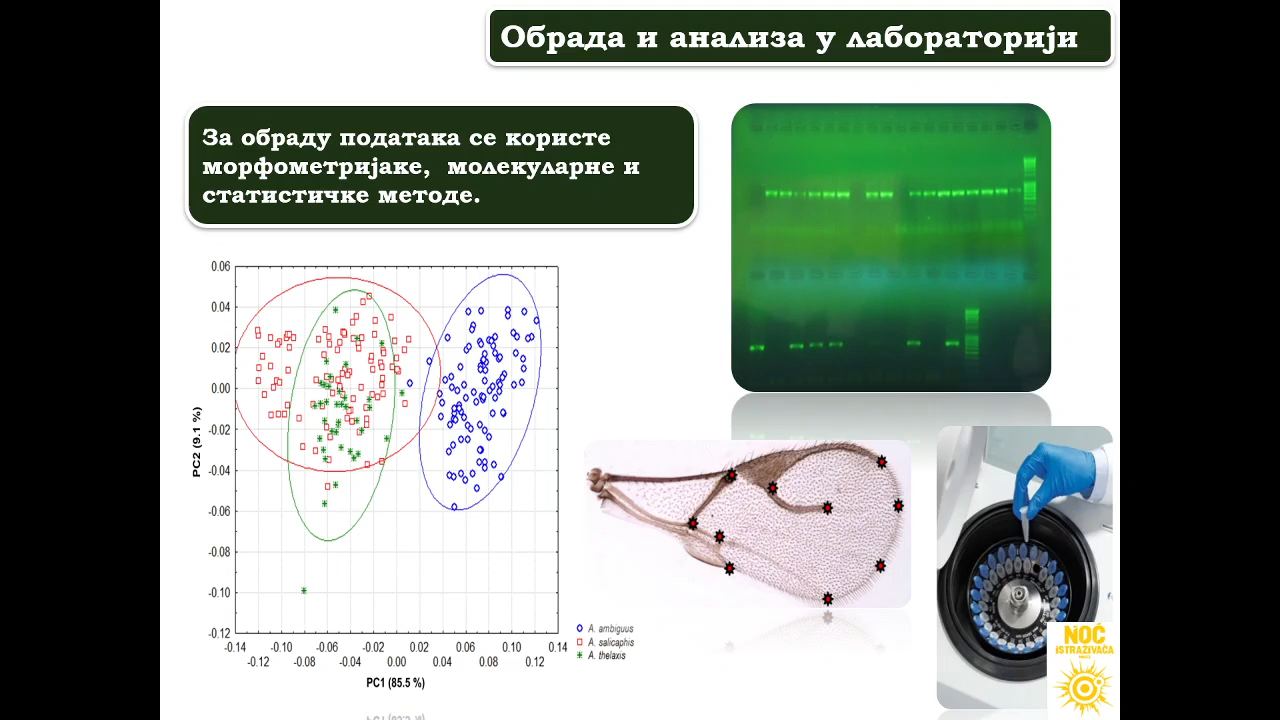 Обрада и анализа у лабораторији
За обраду података се користе
морфометријаке, молекуларне и
статистичке методе.
0.06
0.04
0.02
0.00
-0.02
-0.04
-0.06
-0.08
-0.10
-0.12
PC2 (9.1 %)
-0.14 -0.10 -0.06 -0.02 0.02 0.06 0.10 0.14
-0.12 -0.08 -0.04 0.00 0.04 0.08 0.12
PC1 (85.5 %)
A. ambiguus
A. salicaphis
A. thelaxis
NOĆ
iSTRAŽiVAČA